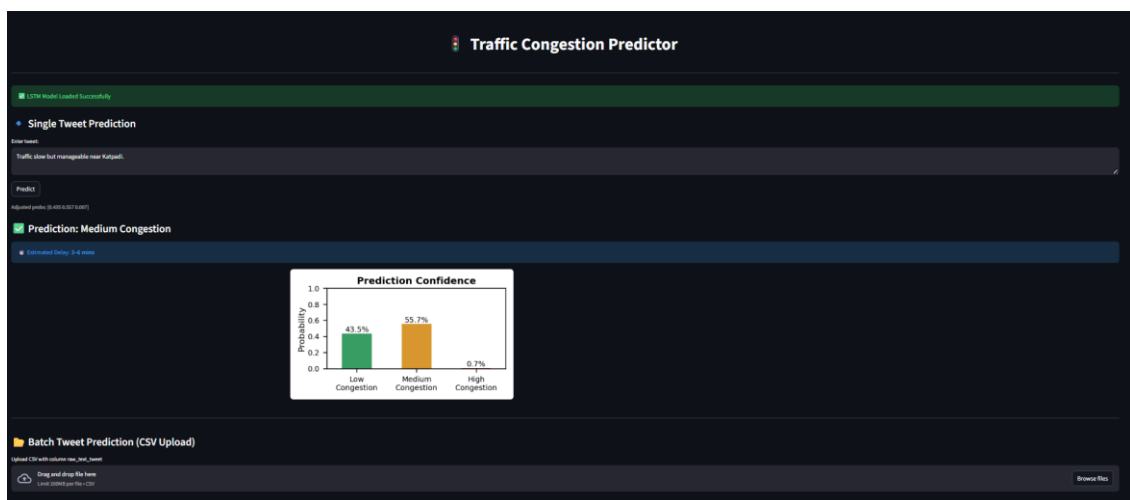 Traffic Congestion Predictor
LSTM Model Loaded Successfully
Single Tweet Prediction
Enter tweet:
Traffic slow but manageable near Katpadi.
Predict
Adjusted probs: [0.435 0.557 0.007]
Prediction: Medium Congestion
Estimated Delay: 3-6 mins
Prediction Confidence
Probability
1.0
0.8
0.6
0.4
0.2
0.0
43.5%
55.7%
0.7%
Low Congestion
Medium Congestion
High Congestion
Batch Tweet Prediction (CSV Upload)
Upload CSV with column raw_text_tweet
Drag and drop file here
Limit 200MB per file • CSV
Browse files